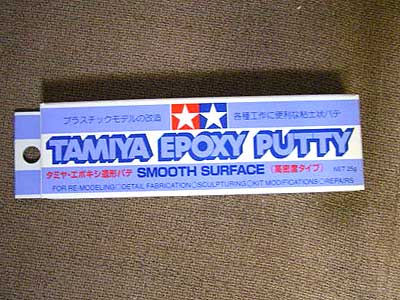 プラスチックモデルの改造 各種工作に便利な粘土状パテ
TAMIYA EPOXY PUTTY
タミヤ・エポキシ造形パテ SMOOTH SURFACE (高密度タイプ) NET 25g
FOR RE-MODELING○DETAIL FABRICATION○SCULPTURING○KIT MODIFICATIONS○REPAIRS